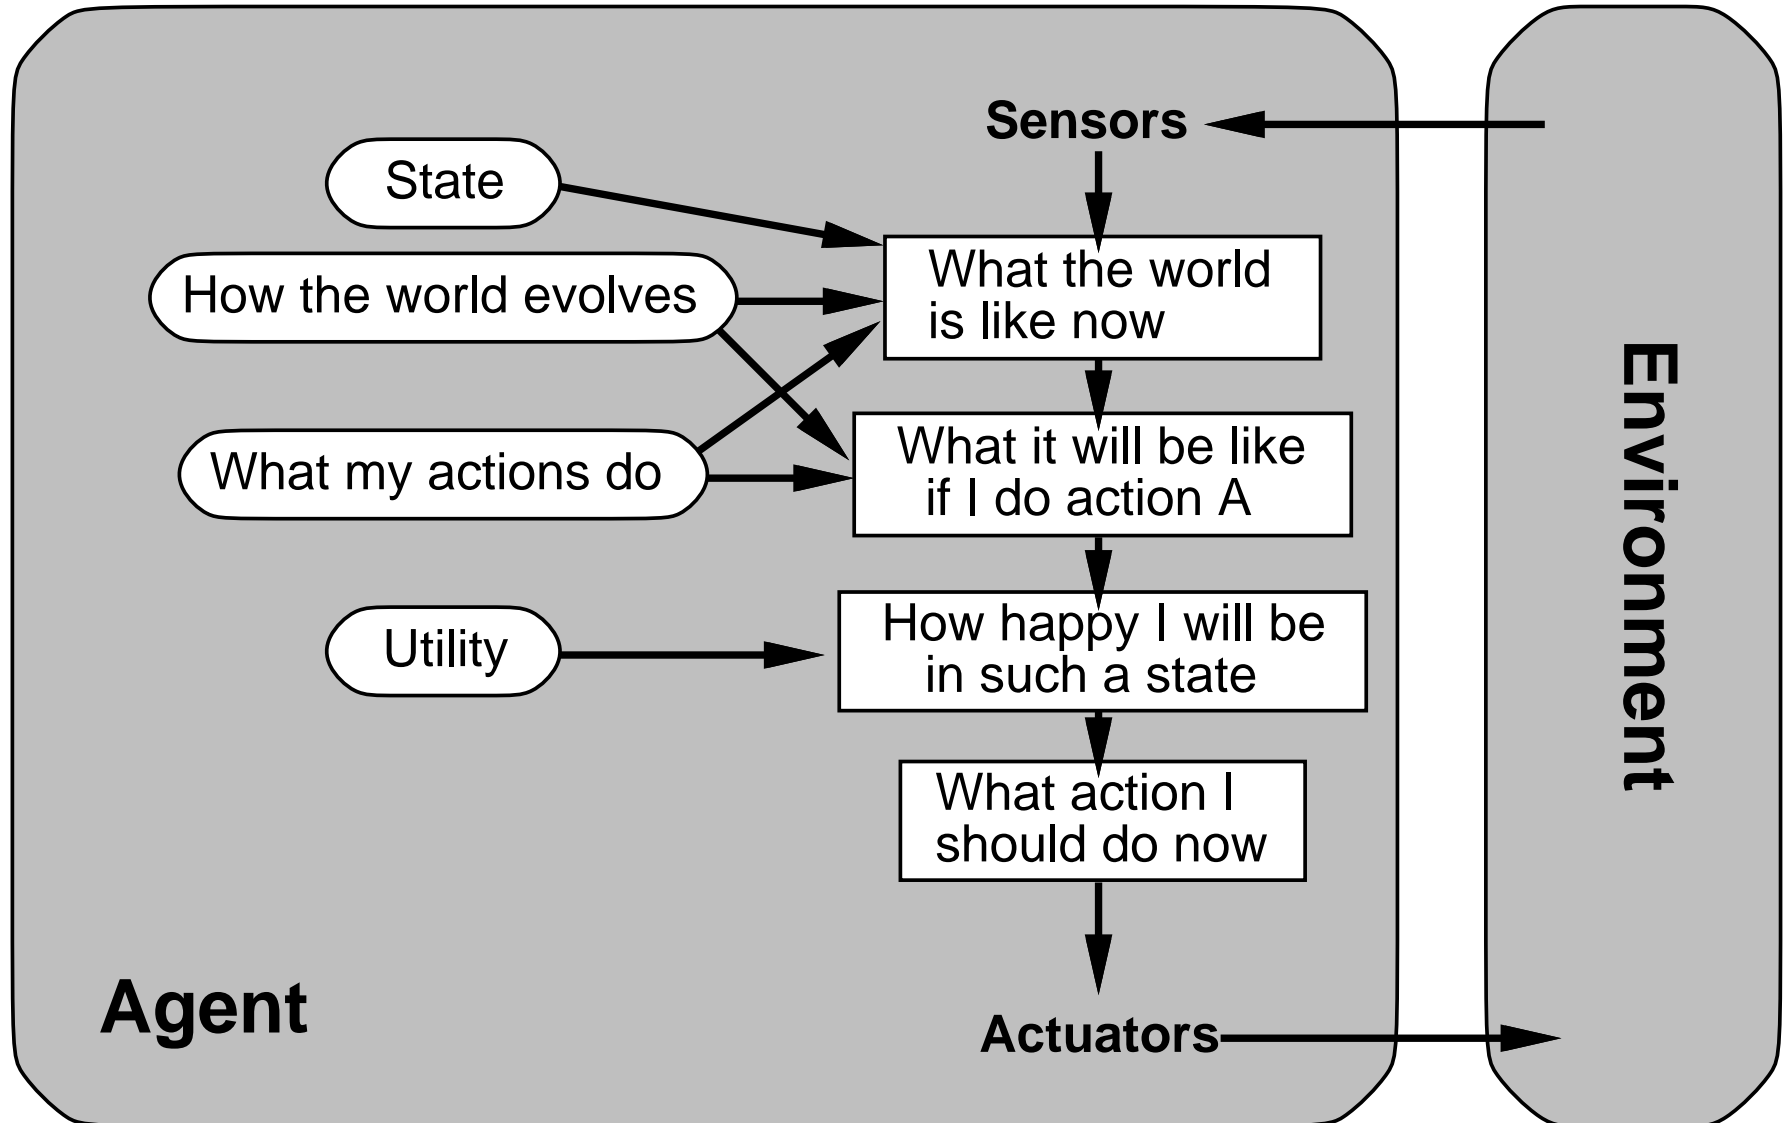 Sensors
State
What the world
is like now
How the world evolves
What it will be like
if I do action A
What my actions do
How happy I will be
in such a state
Utility
What action I
should do now
Agent
Actuators
Environment